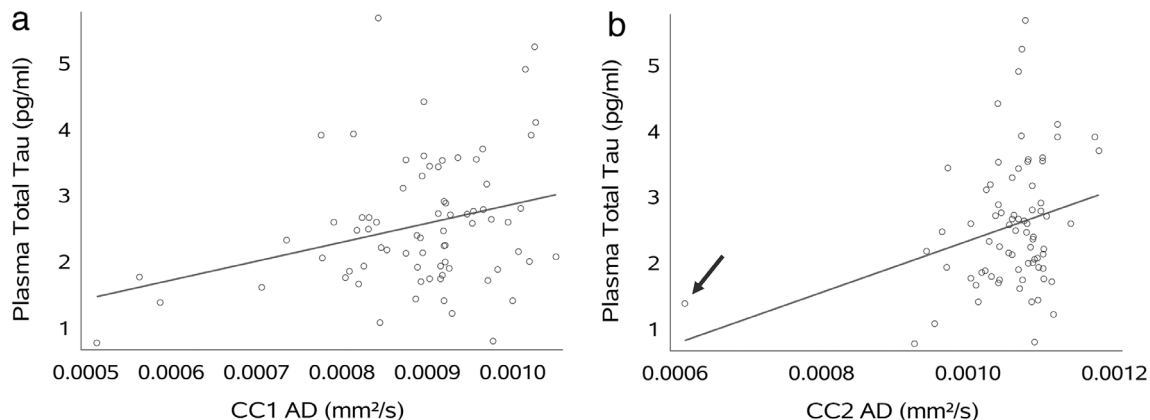 a
Plasma Total Tau (pg/ml)
5
4
3
2
1
0.0005 0.0006 0.0007 0.0008 0.0009 0.0010
CC1 AD (mm²/s)
b
Plasma Total Tau (pg/ml)
5
4
3
2
1
0.0006 0.0008 0.0010 0.0012
CC2 AD (mm²/s)